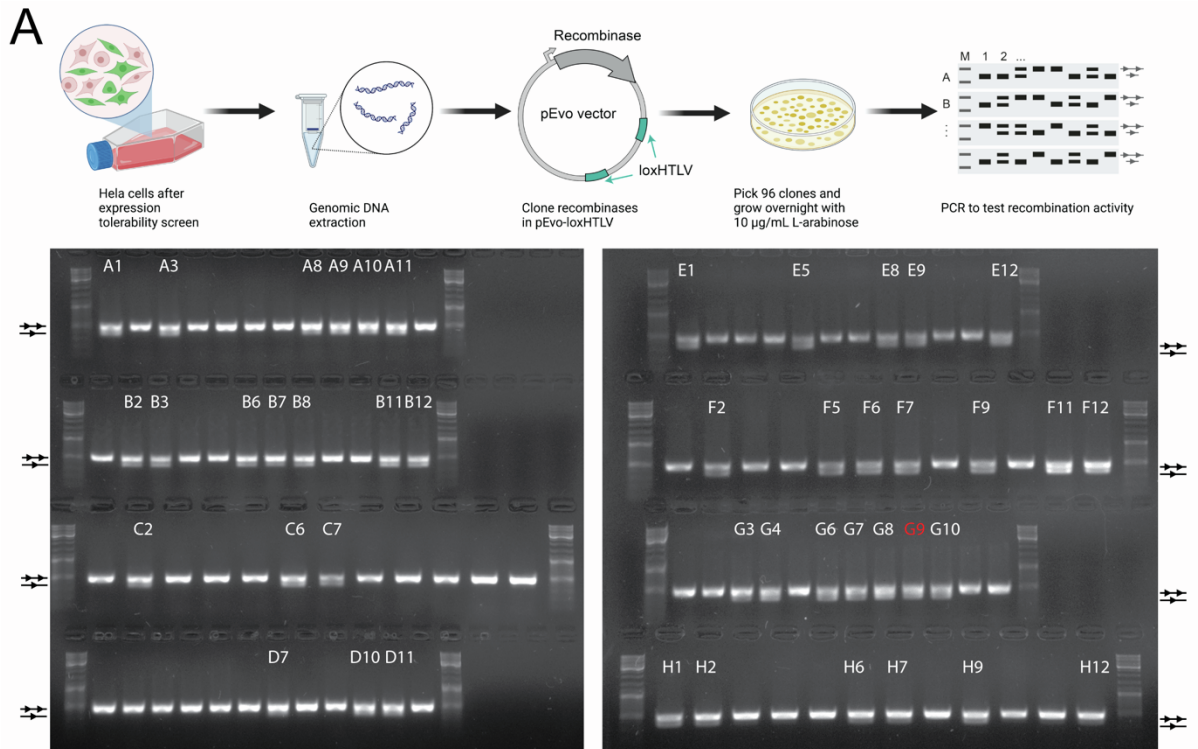 A
Hela cells after
expression
tolerability screen
Genomic DNA
extraction
Recombinase
pEvo vector
loxHTLV
Clone recombinases
in pEvo-loxHTLV
Pick 96 clones and
grow overnight with
10 µg/mL L-arabinose
M 1 2 ...
A
B
⋮
PCR to test recombination activity
A1 A3 A8 A9 A10 A11
B2 B3 B6 B7 B8 B11 B12
C2 C6 C7
D7 D10 D11
E1 E5 E8 E9 E12
F2 F5 F6 F7 F9 F11 F12
G3 G4 G6 G7 G8 G9 G10
H1 H2 H6 H7 H9 H12